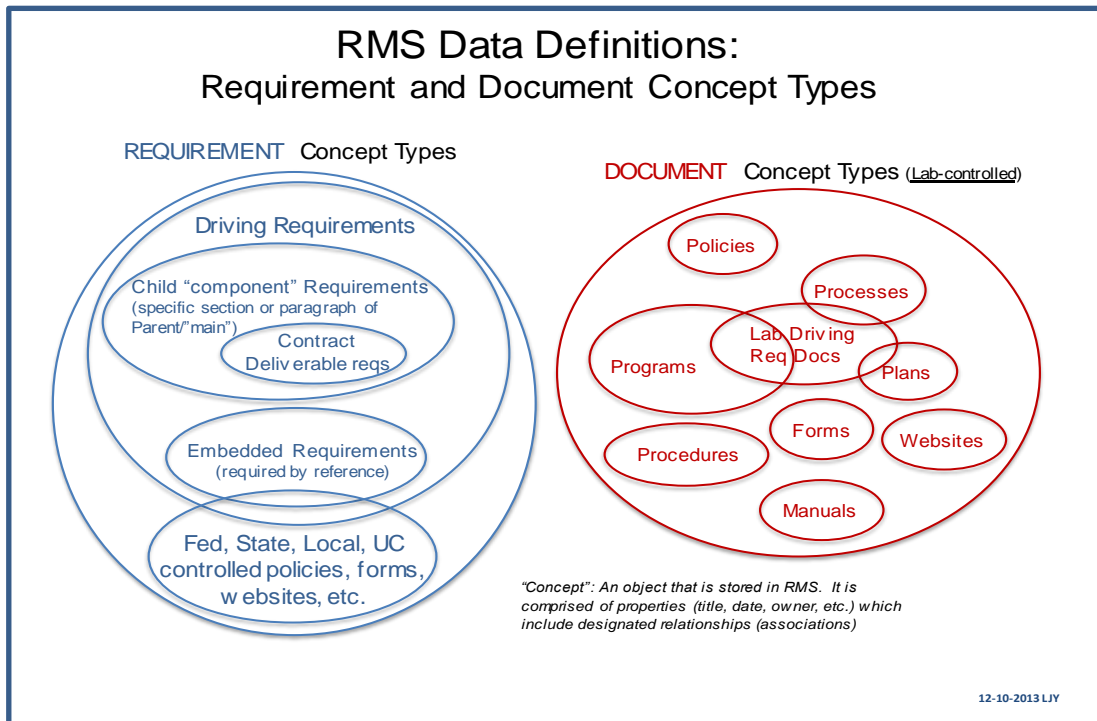 RMS Data Definitions:
Requirement and Document Concept Types
REQUIREMENT Concept Types
Driving Requirements
Child “component” Requirements
(specific section or paragraph of
Parent/”main”)
Contract
Deliverable reqs
Embedded Requirements
(required by reference)
Fed, State, Local, UC
controlled policies, forms,
websites, etc.
DOCUMENT Concept Types (Lab-controlled)
Policies
Processes
Lab Driving
Req Docs
Programs
Plans
Forms
Websites
Procedures
Manuals
“Concept”: An object that is stored in RMS. It is
comprised of properties (title, date, owner, etc.) which
include designated relationships (associations)
12-10-2013 LJY